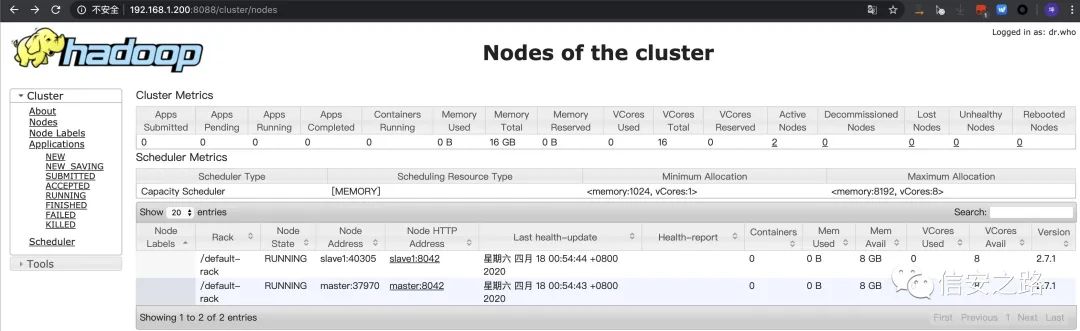 不安全 192.168.1.200:8088/cluster/nodes
Logged in as: dr.who
hadoop
Nodes of the cluster
Cluster
About
Nodes
Node Labels
Applications
NEW
NEW_SAVING
SUBMITTED
ACCEPTED
RUNNING
FINISHED
FAILED
KILLED
Scheduler
Tools
Cluster Metrics
Apps Submitted Apps Pending Apps Running Apps Completed Containers Running Memory Used Memory Total Memory Reserved VCores Used VCores Total VCores Reserved Active Nodes Decommissioned Nodes Lost Nodes Unhealthy Nodes Rebooted Nodes
0 0 0 0 0 0 B 16 GB 0 B 0 16 0 2 0 0 0 0
Scheduler Metrics
Scheduler Type Scheduling Resource Type Minimum Allocation Maximum Allocation
Capacity Scheduler [MEMORY] <memory:1024, vCores:1> <memory:8192, vCores:8>
Show 20 entries Search:
Node Labels Rack Node State Node Address Node HTTP Address Last health-update Health-report Containers Mem Used Mem Avail VCores Used VCores Avail Version
/default-rack RUNNING slave1:40305 slave1:8042 星期六 四月 18 00:54:44 +0800 2020 0 0 B 8 GB 0 8 2.7.1
/default-rack RUNNING master:37970 master:8042 星期六 四月 18 00:54:43 +0800 2020 0 0 B 8 GB 2.7.1
Showing 1 to 2 of 2 entries First Previous 1 Next Last
信安之路